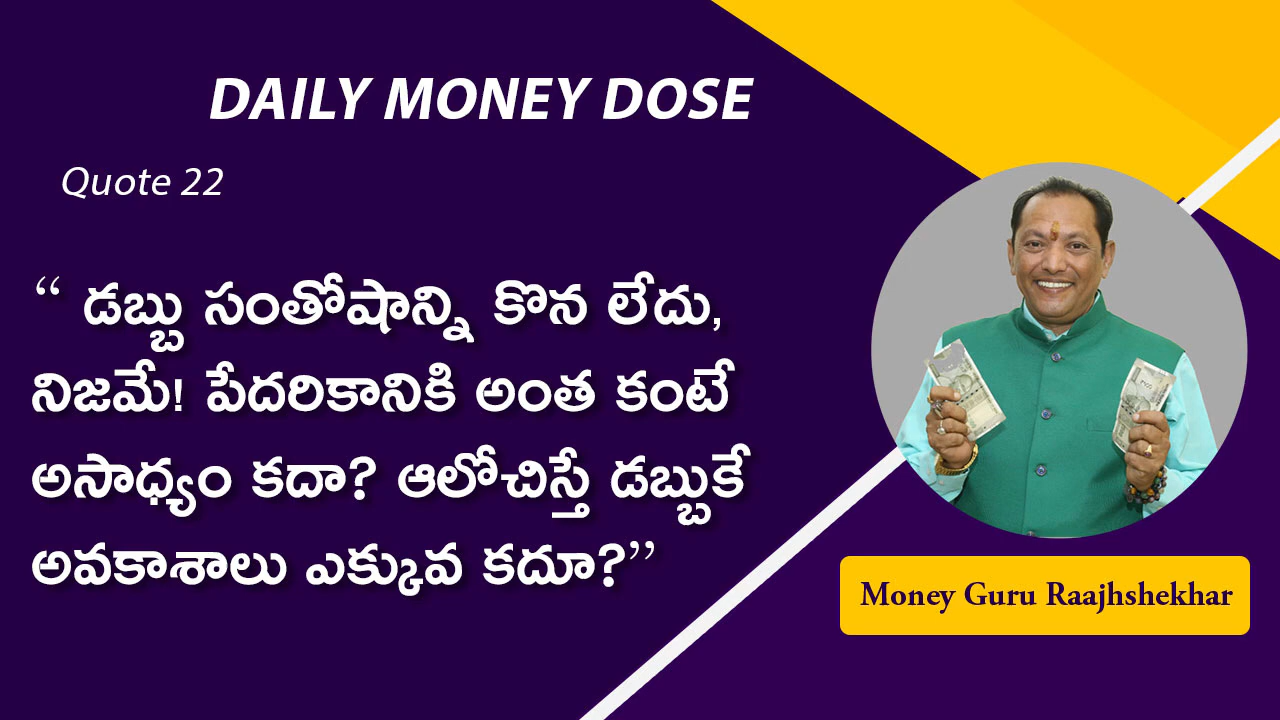 DAILY MONEY DOSE
Quote 22
“ డబ్బు సంతోషాన్ని కొన లేదు,
నిజమే! పేదరికానికి అంత కంటే
అసాధ్యం కదా? ఆలోచిస్తే డబ్బుకే
అవకాశాలు ఎక్కువ కదూ?”
Money Guru Raajhshekhar